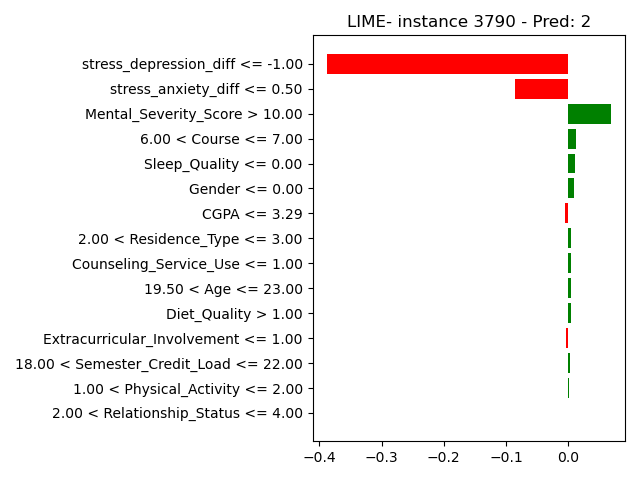 LIME- instance 3790 - Pred: 2
stress_depression_diff <= -1.00
stress_anxiety_diff <= 0.50
Mental_Severity_Score > 10.00
6.00 < Course <= 7.00
Sleep_Quality <= 0.00
Gender <= 0.00
CGPA <= 3.29
2.00 < Residence_Type <= 3.00
Counseling_Service_Use <= 1.00
19.50 < Age <= 23.00
Diet_Quality > 1.00
Extracurricular_Involvement <= 1.00
18.00 < Semester_Credit_Load <= 22.00
1.00 < Physical_Activity <= 2.00
2.00 < Relationship_Status <= 4.00
−0.4 −0.3 −0.2 −0.1 0.0